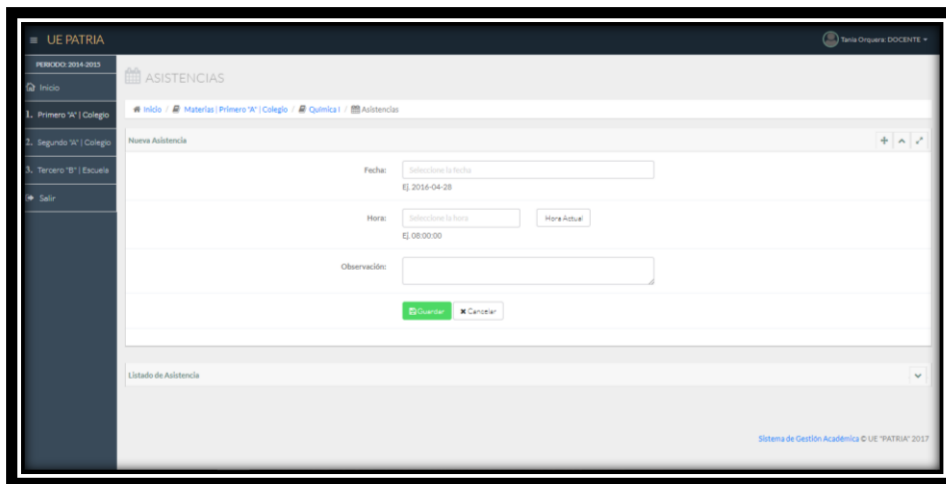 UE PATRIA
Tania Orquera: DOCENTE
PERIODO: 2014-2015
Inicio
1. Primero "A" | Colegio
2. Segundo "A" | Colegio
3. Tercero "B" | Escuela
Salir
ASISTENCIAS
Inicio / Materias | Primero "A" | Colegio / Química I / Asistencias
Nueva Asistencia
Fecha: Seleccione la fecha
Ej. 2016-04-28
Hora: Seleccione la hora Hora Actual
Ej. 08:00:00
Observación:
Guardar Cancelar
Listado de Asistencia
Sistema de Gestión Académica © UE "PATRIA" 2017